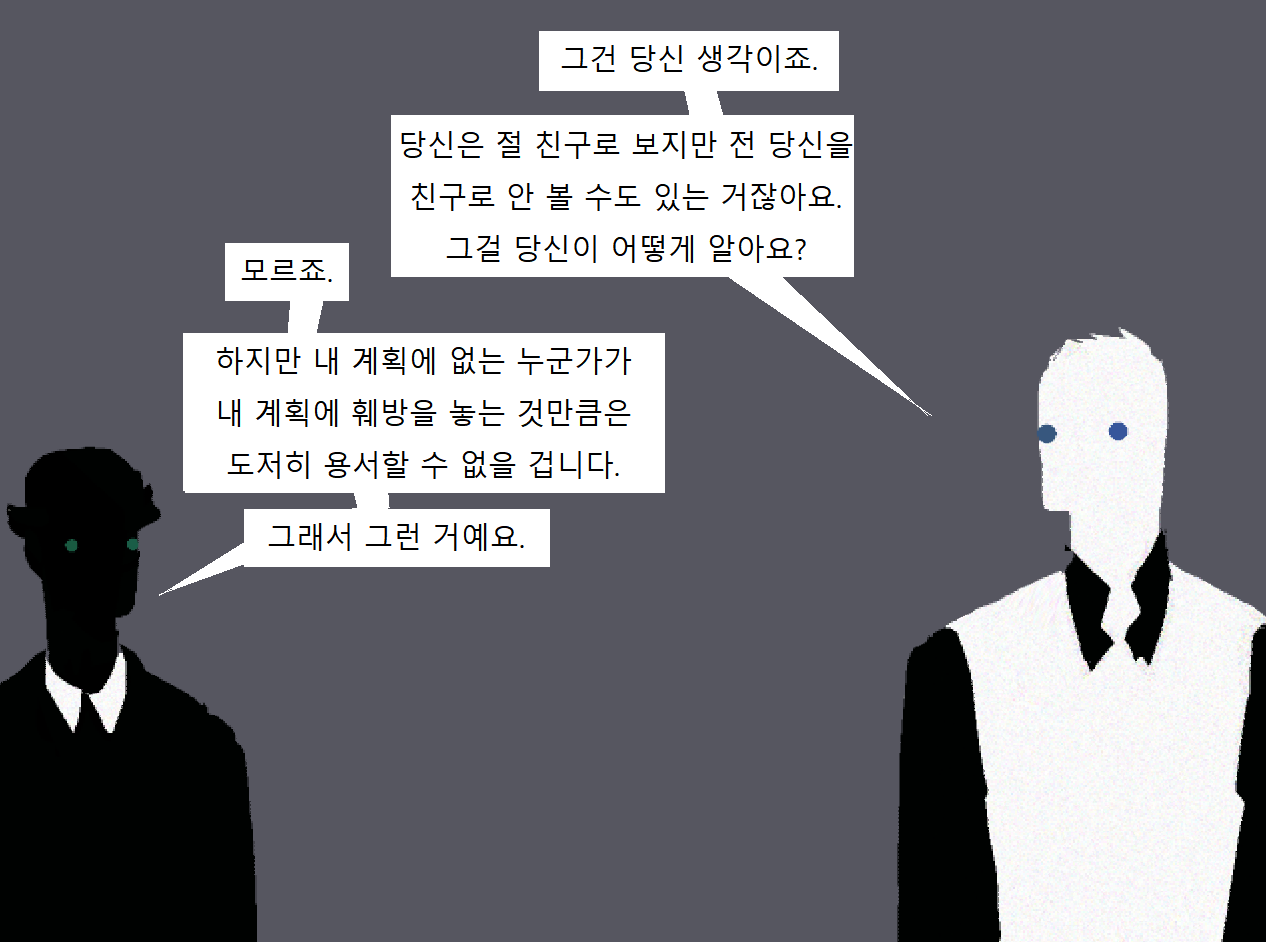 그건 당신 생각이죠.
당신은 절 친구로 보지만 전 당신을
친구로 안 볼 수도 있는 거잖아요.
그걸 당신이 어떻게 알아요?
모르죠.
하지만 내 계획에 없는 누군가가
내 계획에 훼방을 놓는 것만큼은
도저히 용서할 수 없을 겁니다.
그래서 그런 거예요.